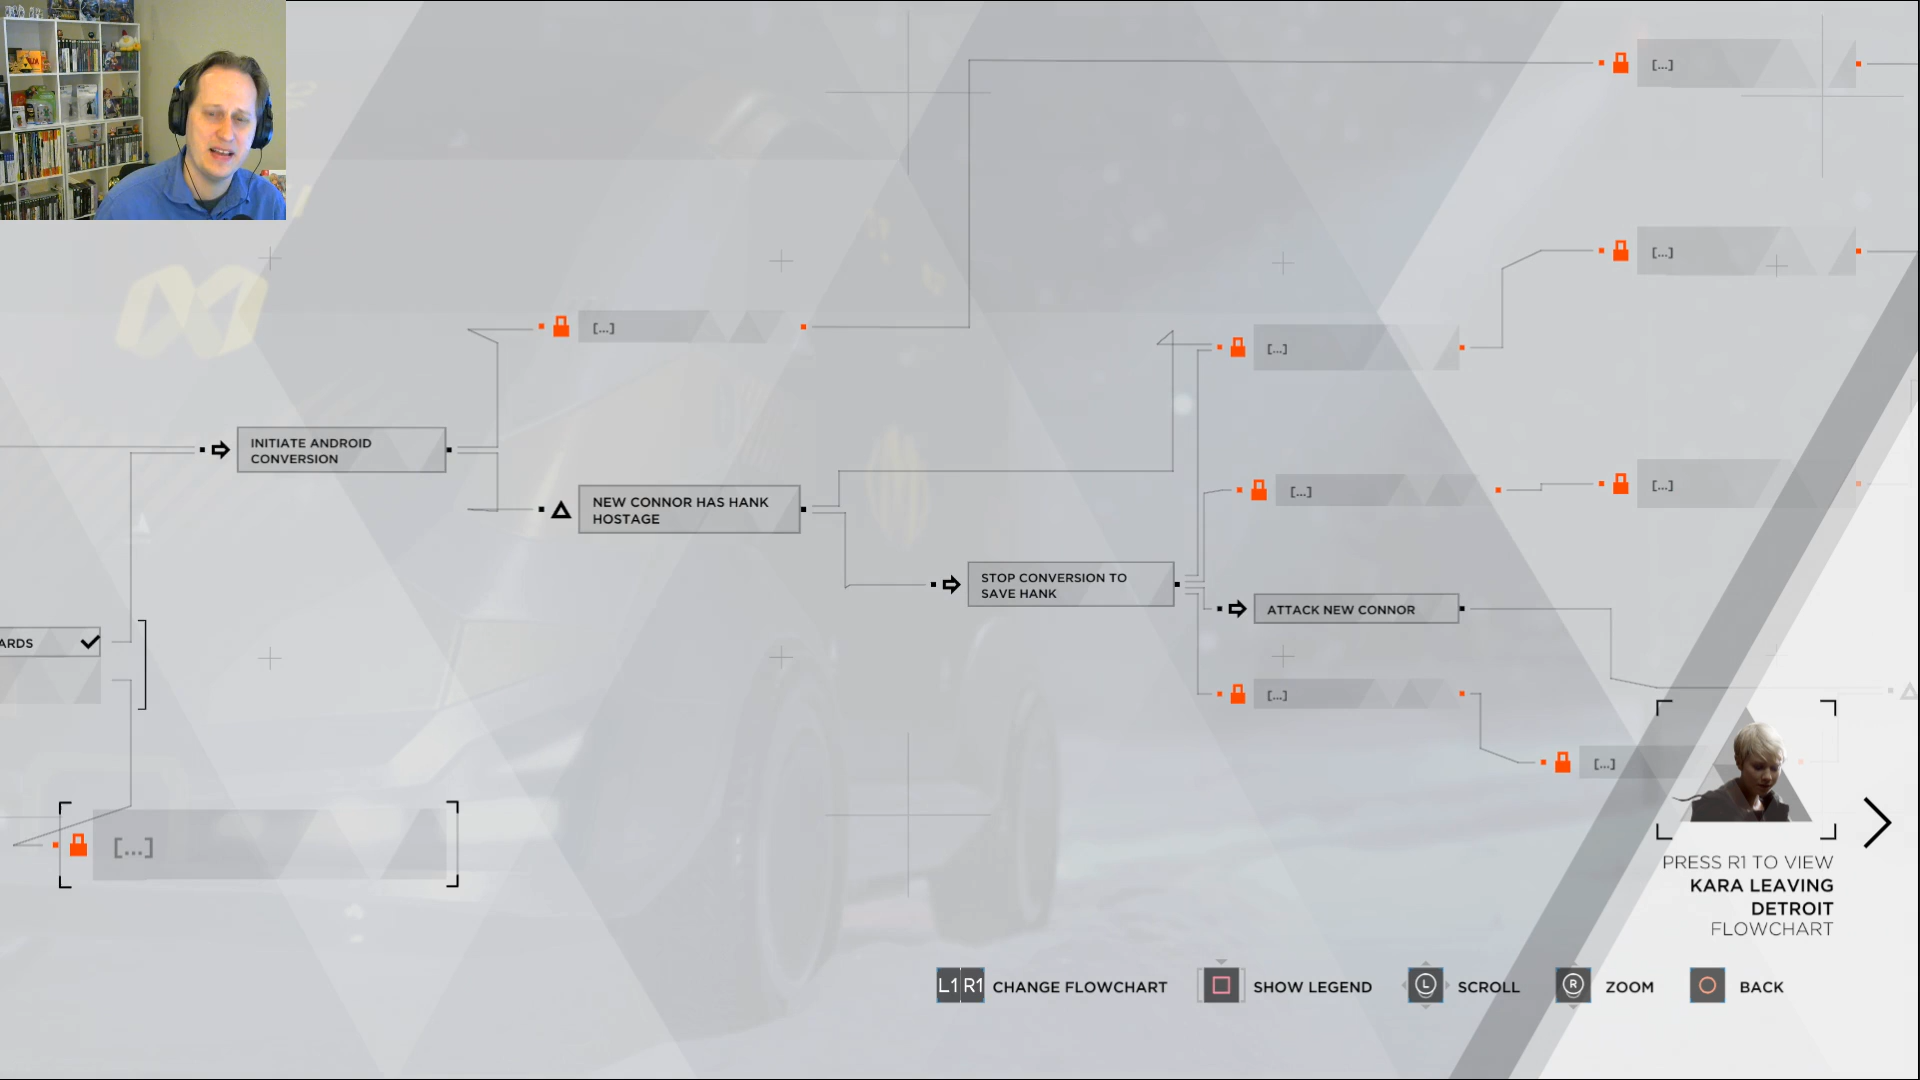 [...]
[...]
[...]
[...]
INITIATE ANDROID
CONVERSION
NEW CONNOR HAS HANK
HOSTAGE
[...]
[...]
STOP CONVERSION TO
SAVE HANK
ATTACK NEW CONNOR
ARDS
[...]
[...]
[...]
PRESS R1 TO VIEW
KARA LEAVING
DETROIT
FLOWCHART
L1 R1 CHANGE FLOWCHART
SHOW LEGEND
L SCROLL
R ZOOM
BACK